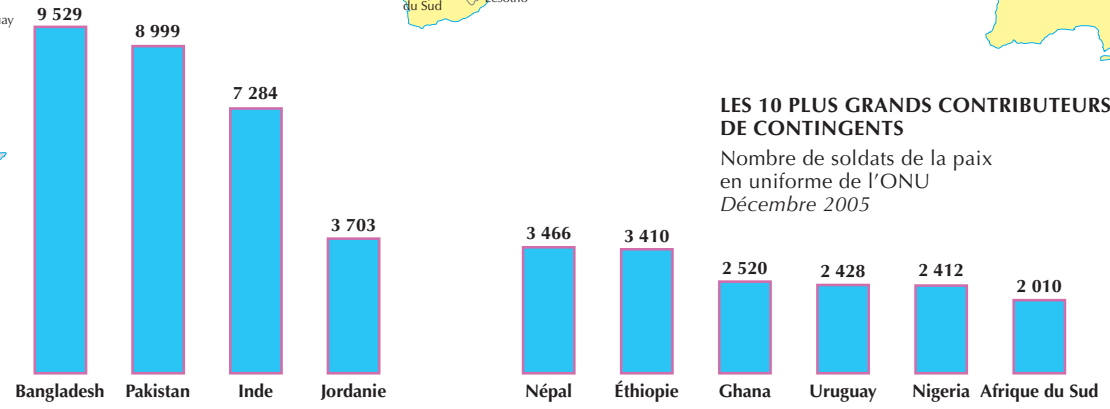 du Sud
9 529
8 999
7 284
3 703
3 466
3 410
2 520
2 428
2 412
2 010
LES 10 PLUS GRANDS CONTRIBUTEURS
DE CONTINGENTS
Nombre de soldats de la paix
en uniforme de l’ONU
Décembre 2005
Bangladesh Pakistan Inde Jordanie Népal Éthiopie Ghana Uruguay Nigeria Afrique du Sud